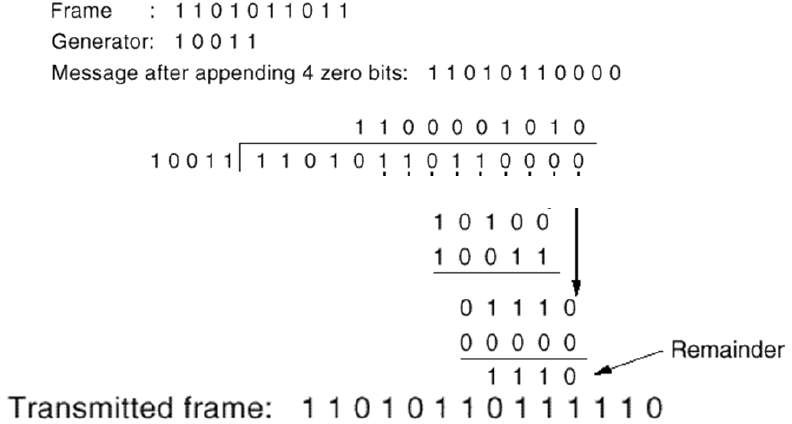 Frame : 1 1 0 1 0 1 1 0 1 1
Generator: 1 0 0 1 1
Message after appending 4 zero bits: 1 1 0 1 0 1 1 0 0 0 0
1 1 0 0 0 0 1 0 1 0
1 0 0 1 1 1 1 0 1 0 1 1 0 1 1 0 0 0 0
1 0 1 0 0
1 0 0 1 1
0 1 1 1 0
0 0 0 0 0
Remainder
1 1 1 0
Transmitted frame: 1 1 0 1 0 1 1 0 1 1 1 1 1 0